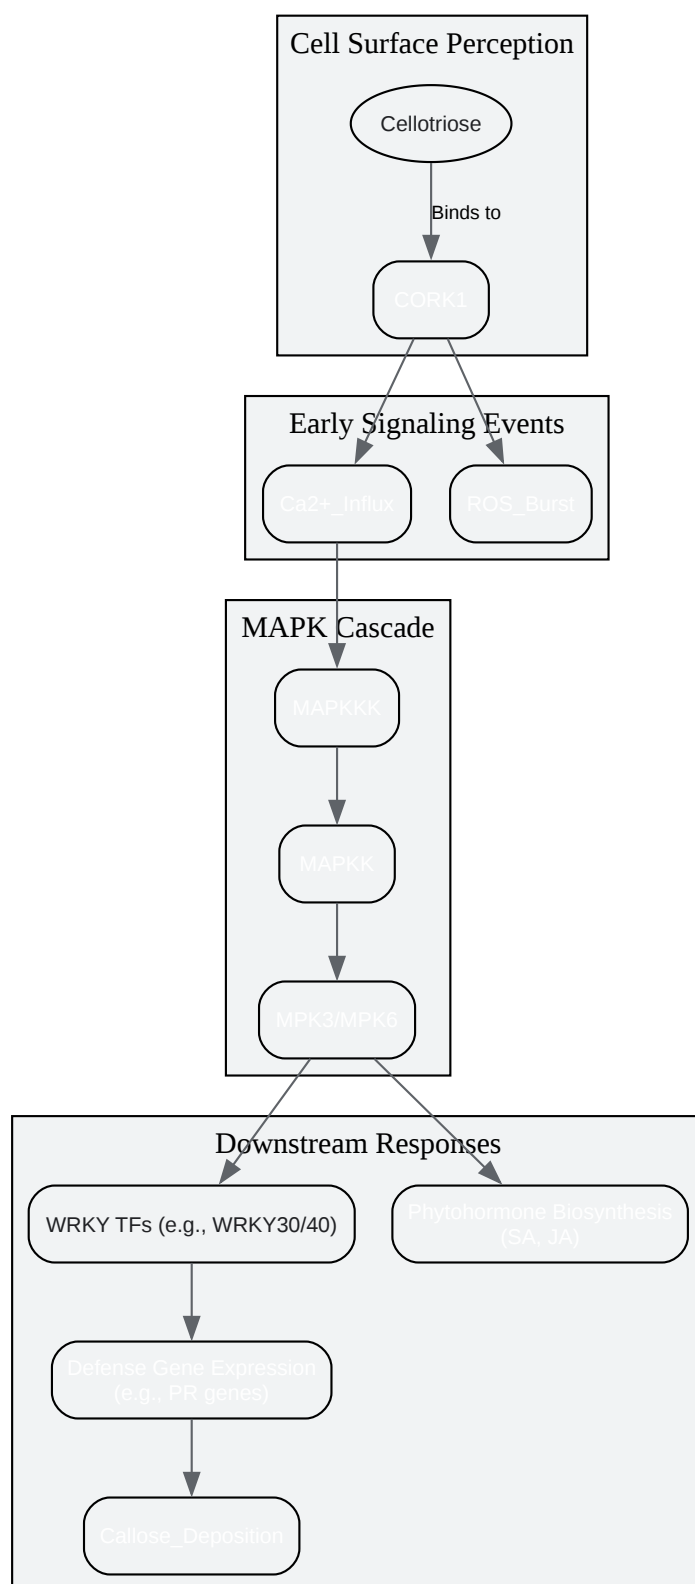 Cell Surface Perception
Cellotriose
Binds to
CORK1
Early Signaling Events
Ca2+_Influx
ROS_Burst
MAPK Cascade
MAPKKK
MAPKK
MPK3/MPK6
Downstream Responses
WRKY TFs (e.g., WRKY30/40)
Phytohormone Biosynthesis
(SA, JA)
Defense Gene Expression
(e.g., PR genes)
Callose_Deposition